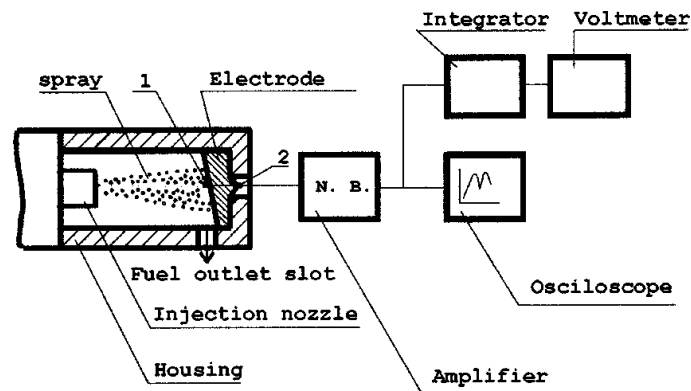 Integrator
Voltmeter
spray
1
Electrode
2
N. B.
Fuel outlet slot
Osciloscope
Injection nozzle
Housing
Amplifier